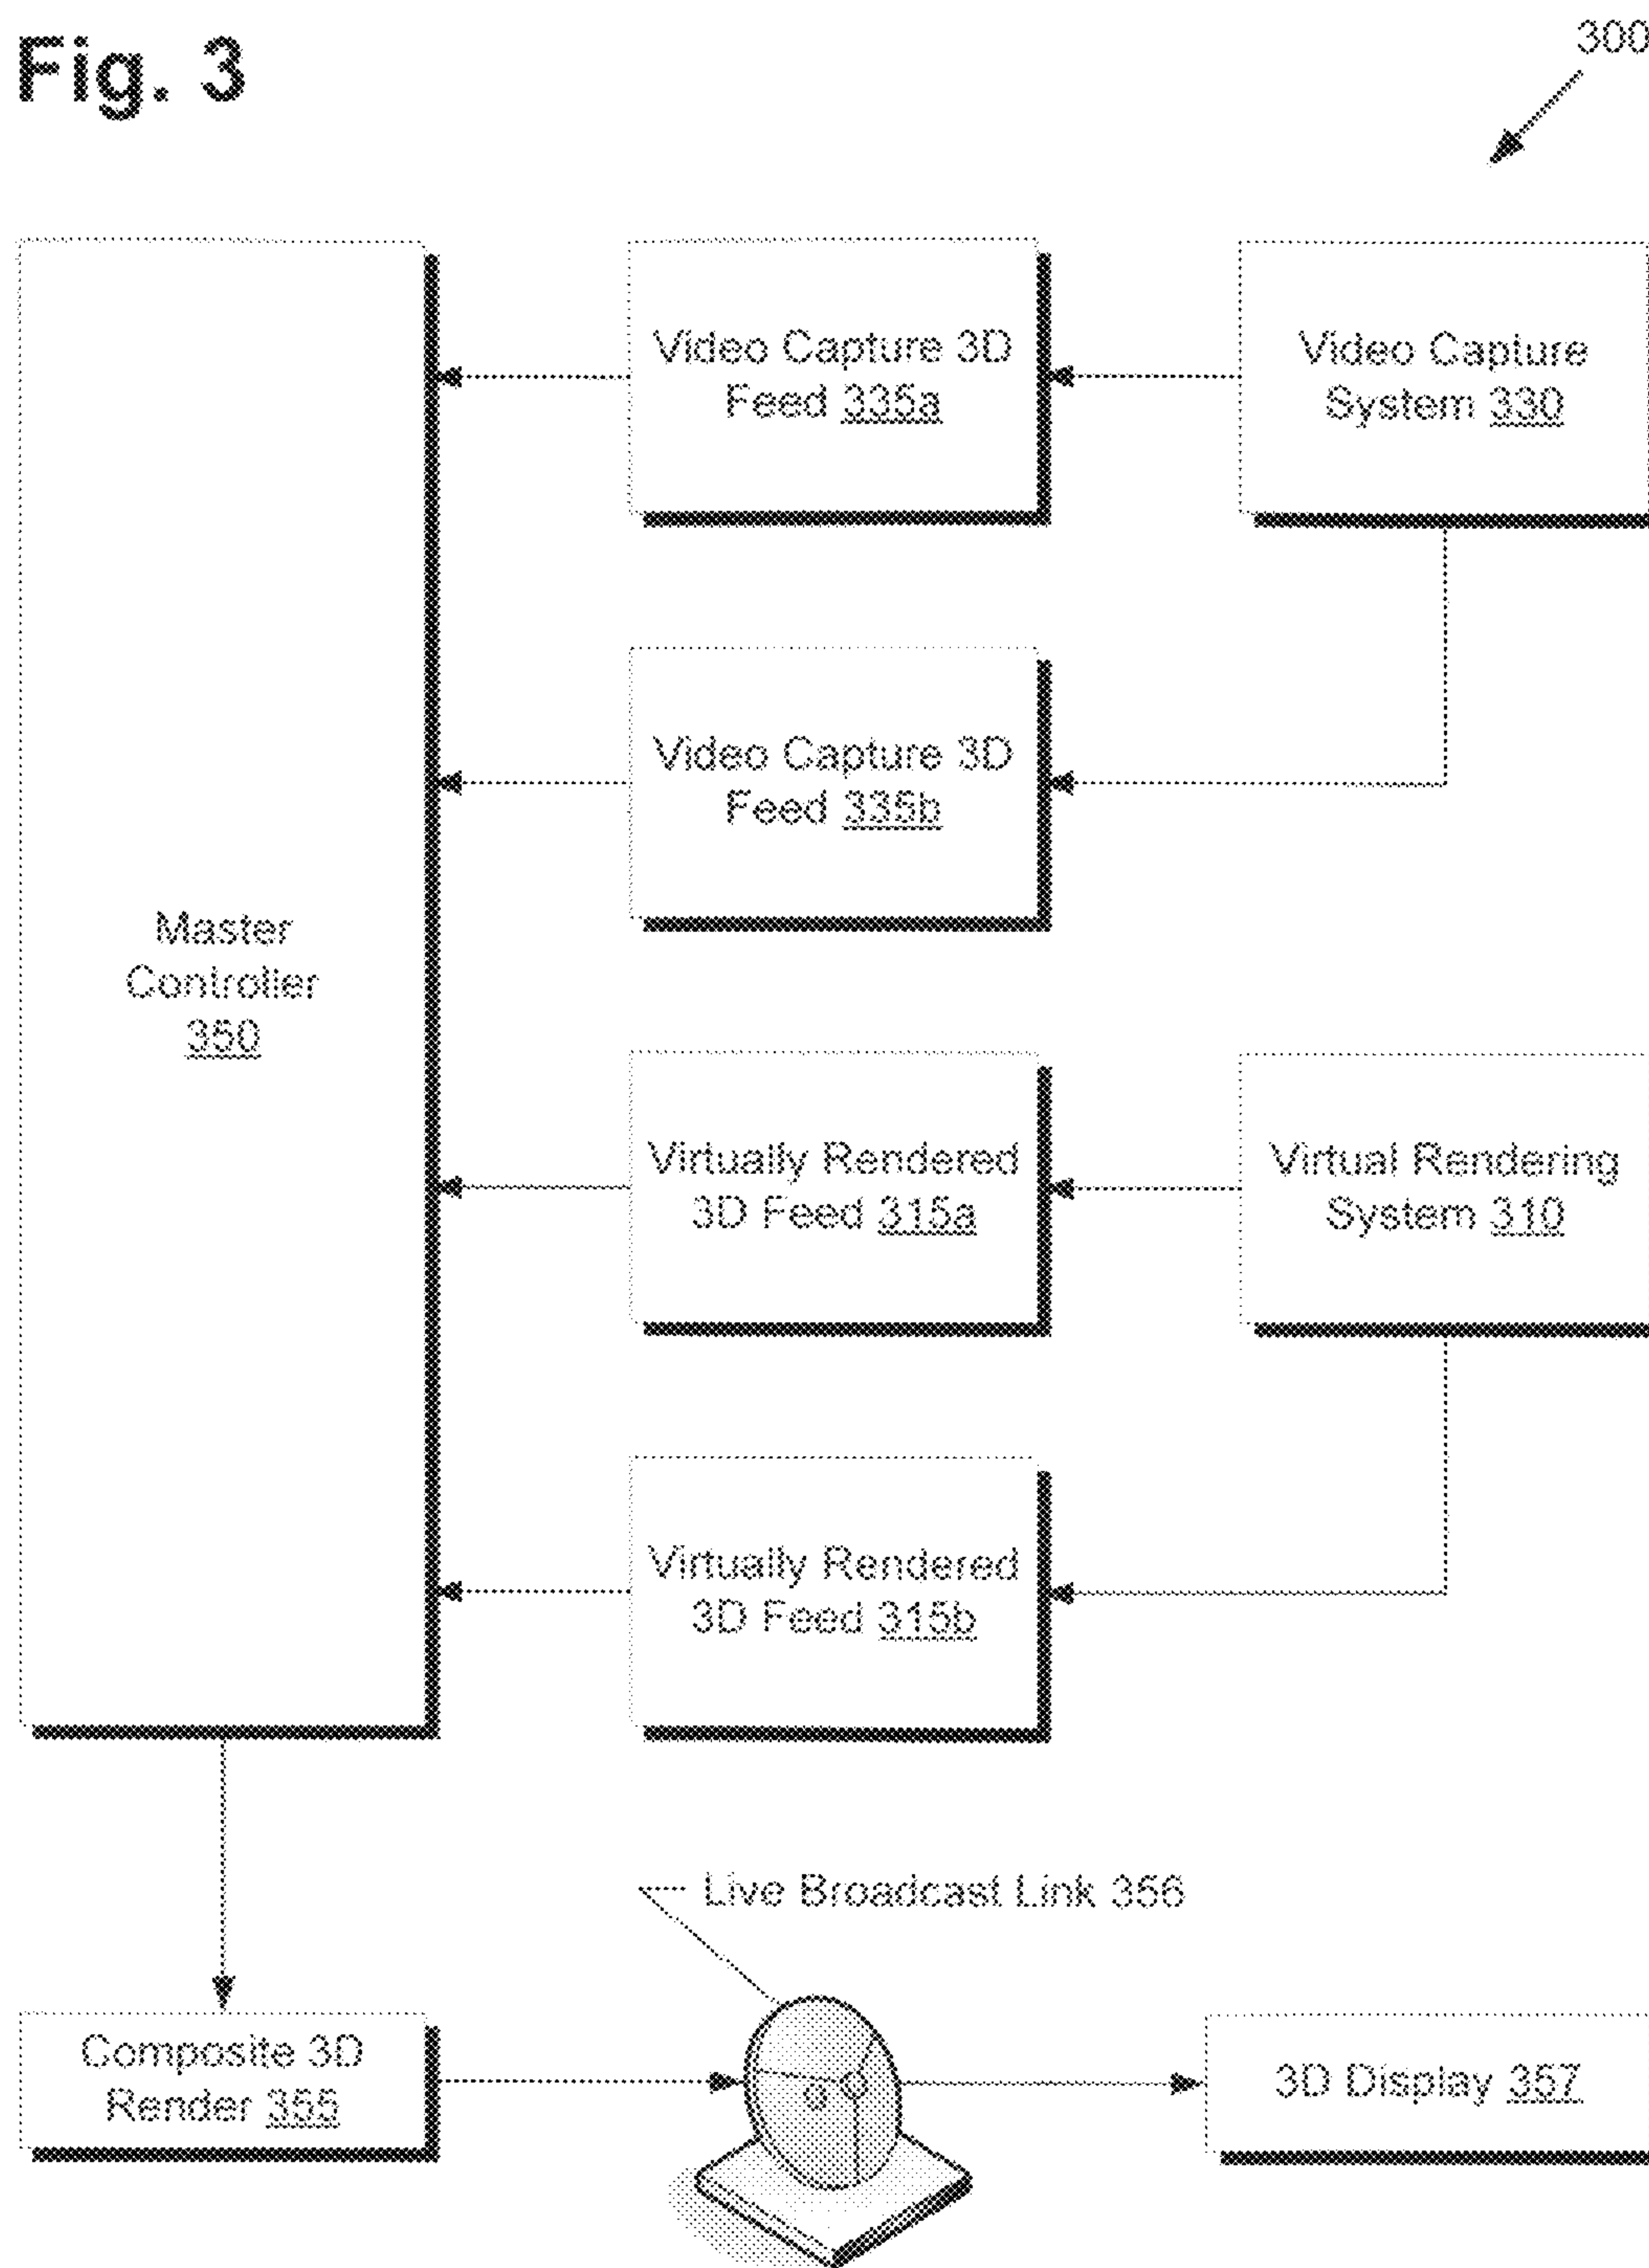 Fig. 3
300
Video Capture 3D
Feed 335a
Video Capture
System 330
Video Capture 3D
Feed 335b
Master
Controller
350
Virtually Rendered
3D Feed 315a
Virtual Rendering
System 310
Virtually Rendered
3D Feed 315b
Live Broadcast Link 356
Composite 3D
Render 355
3D Display 357